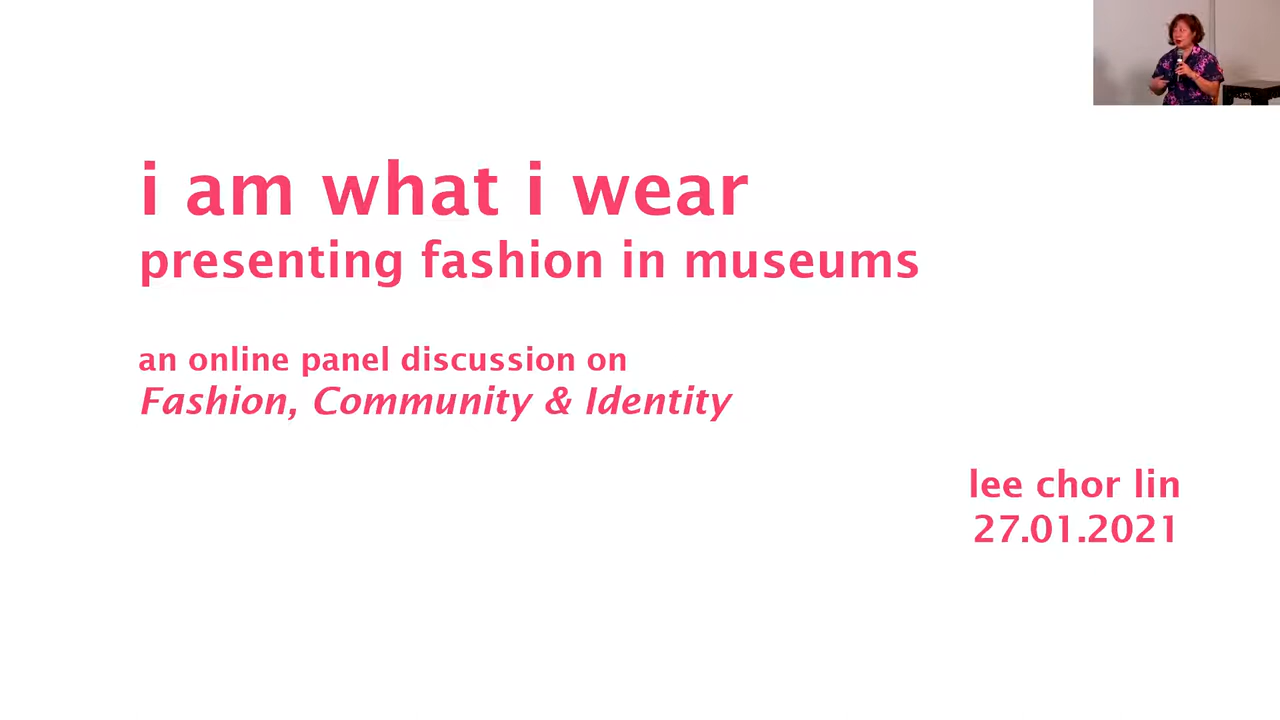 i am what i wear
presenting fashion in museums
an online panel discussion on
Fashion, Community & Identity
lee chor lin
27.01.2021